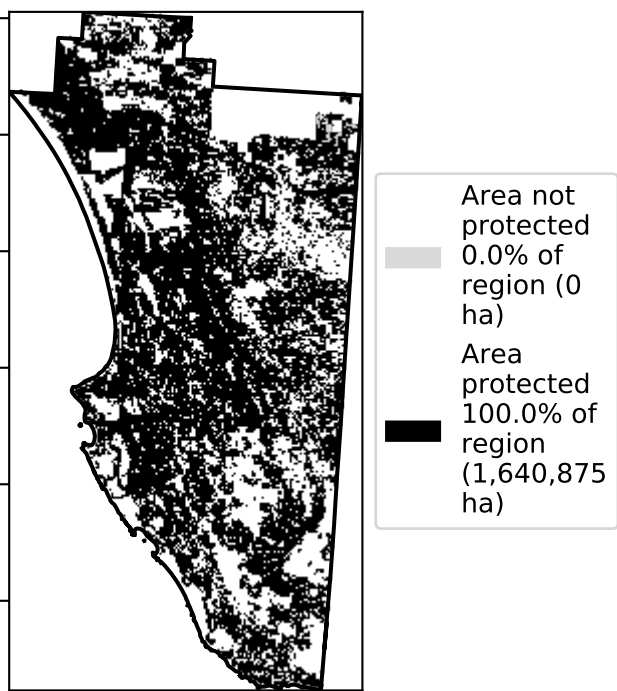 Area not
protected
0.0% of
region (0
ha)
Area
protected
100.0% of
region
(1,640,875
ha)